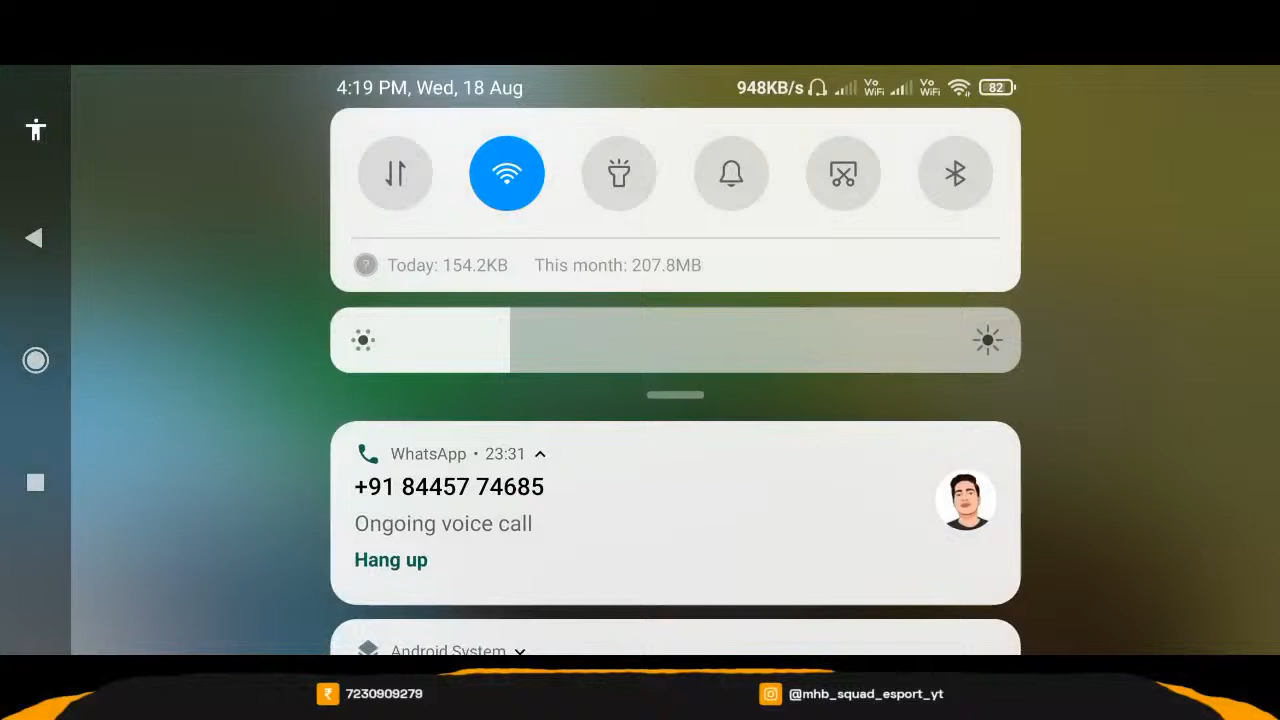 4:19 PM, Wed, 18 Aug 948KB/s Vo WiFi Vo WiFi 82
Today: 154.2KB This month: 207.8MB
WhatsApp • 23:31
+91 84457 74685
Ongoing voice call
Hang up
Android System
₹ 7230909279 @mhb_squad_esport_yt